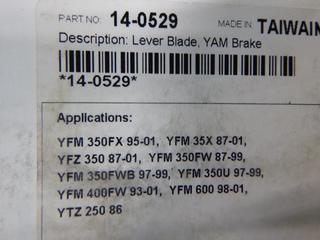 PART NO: 14-0529 MADE IN TAIWAN
Description: Lever Blade, YAM Brake
*14-0529*
Applications:
YFM 350FX 95-01, YFM 35X 87-01,
YFZ 350 87-01, YFM 350FW 87-99,
YFM 350FWB 97-99, YFM 350U 97-99,
YFM 400FW 93-01, YFM 600 98-01,
YTZ 250 86